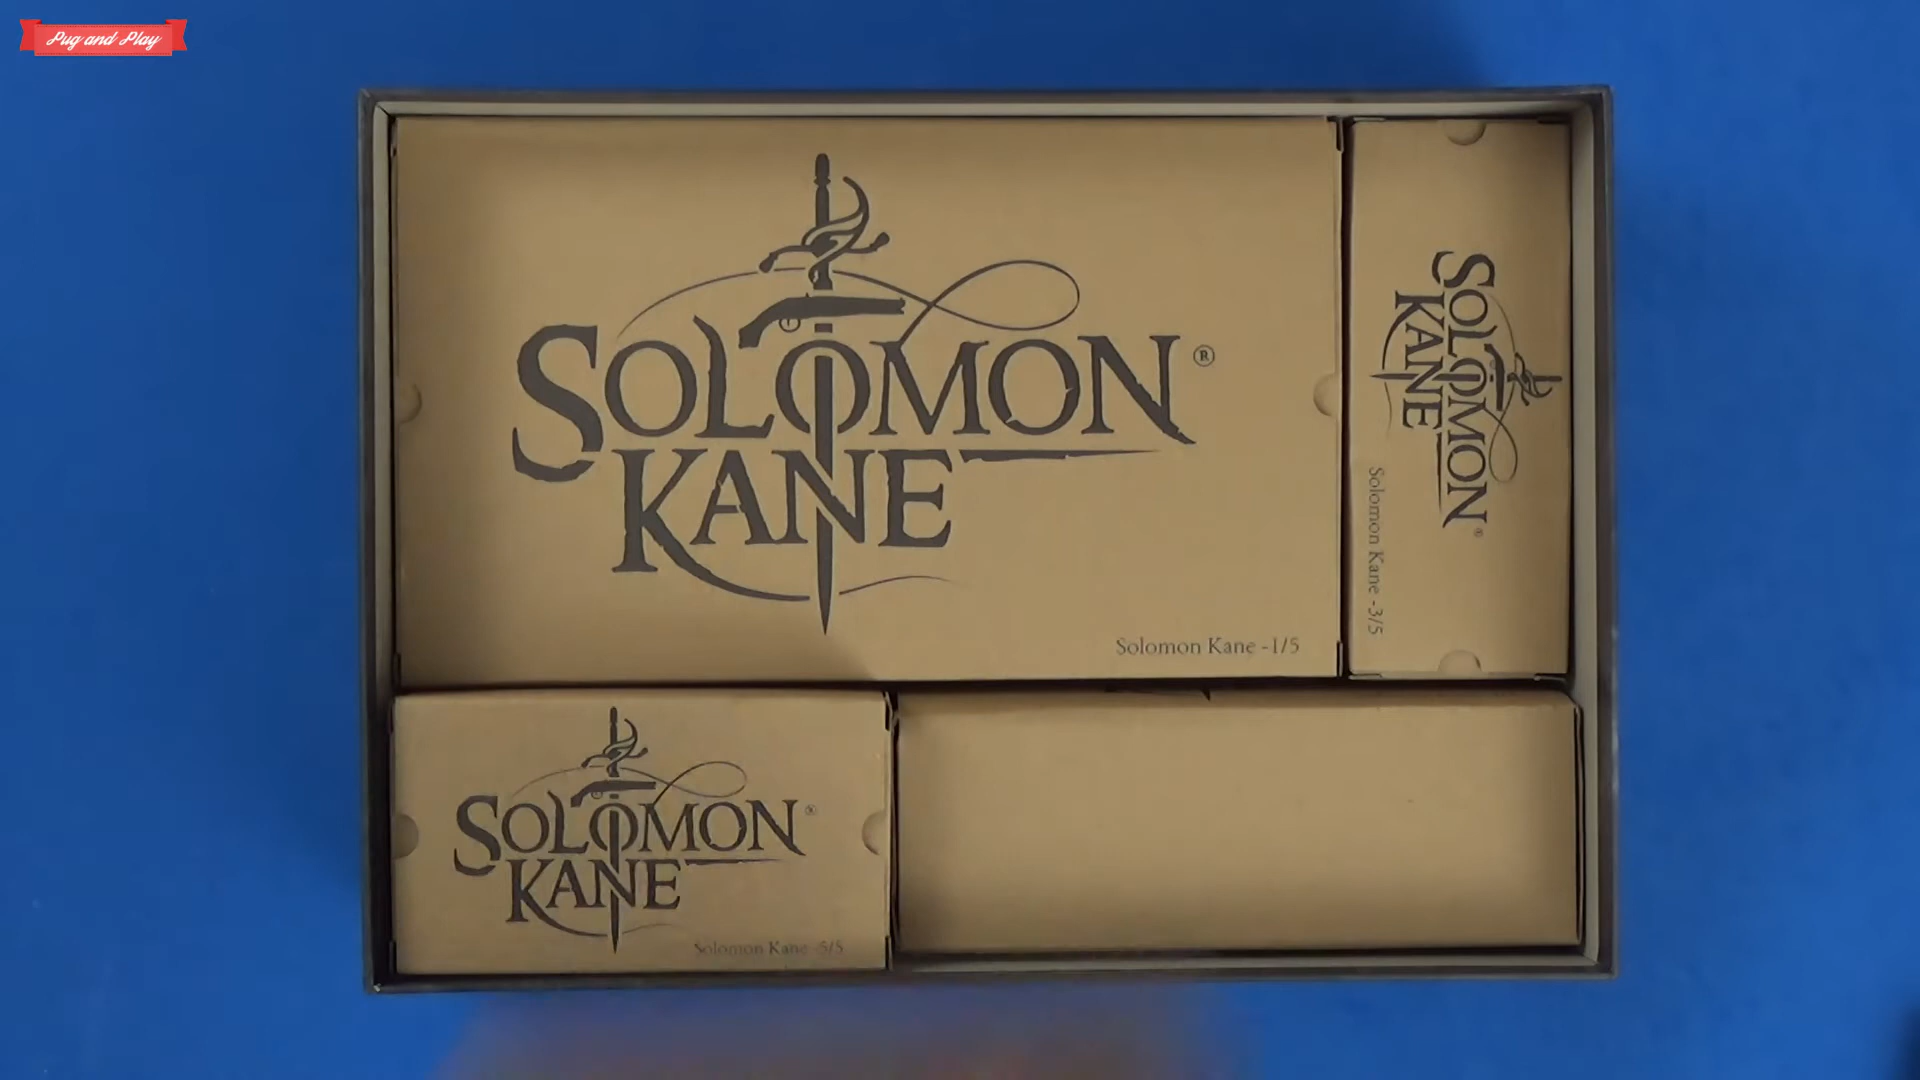 Pug and Play
SOLOMON
KANE
®
Solomon Kane -1/5
SOLOMON
KANE
®
Solomon Kane -3/5
SOLOMON
KANE
®
Solomon Kane -5/5